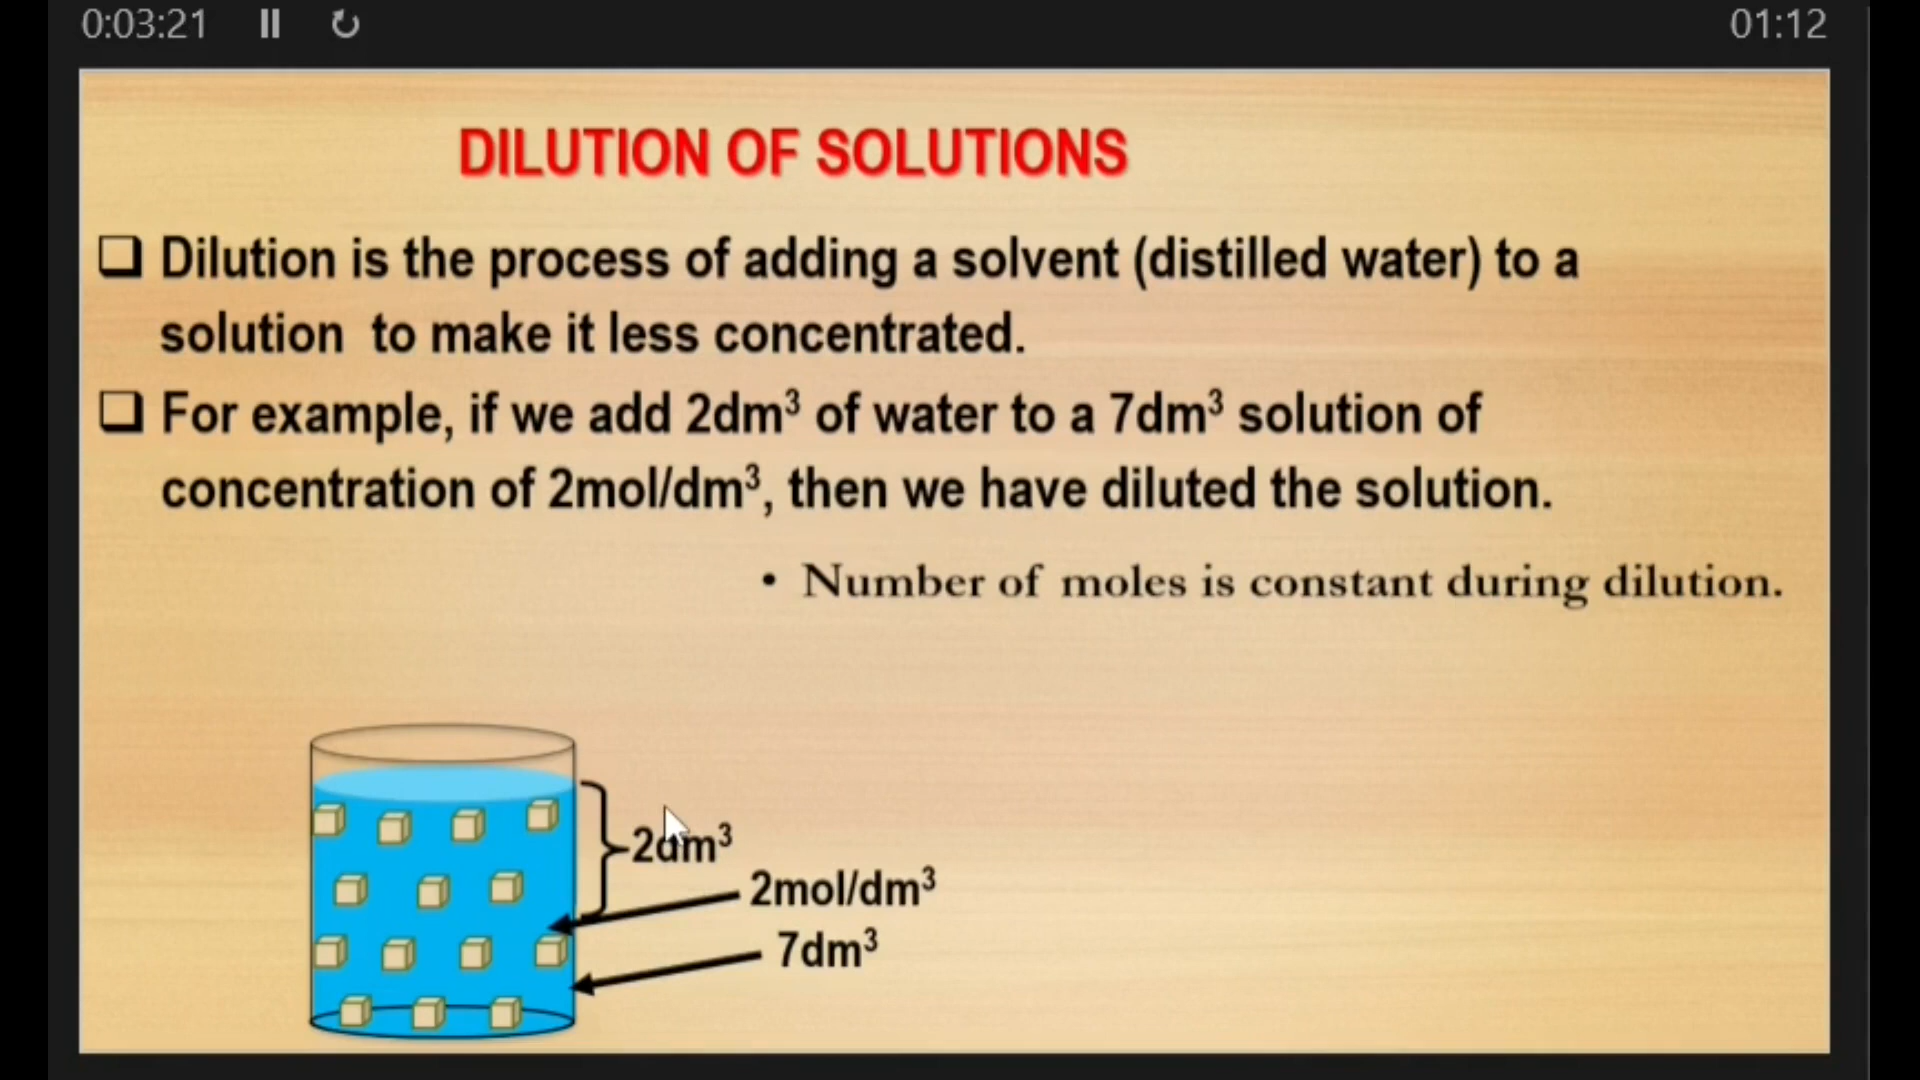 0:03:21
01:12
DILUTION OF SOLUTIONS
Dilution is the process of adding a solvent (distilled water) to a
solution to make it less concentrated.
For example, if we add 2dm³ of water to a 7dm³ solution of
concentration of 2mol/dm³, then we have diluted the solution.
• Number of moles is constant during dilution.
2dm³
2mol/dm³
7dm³